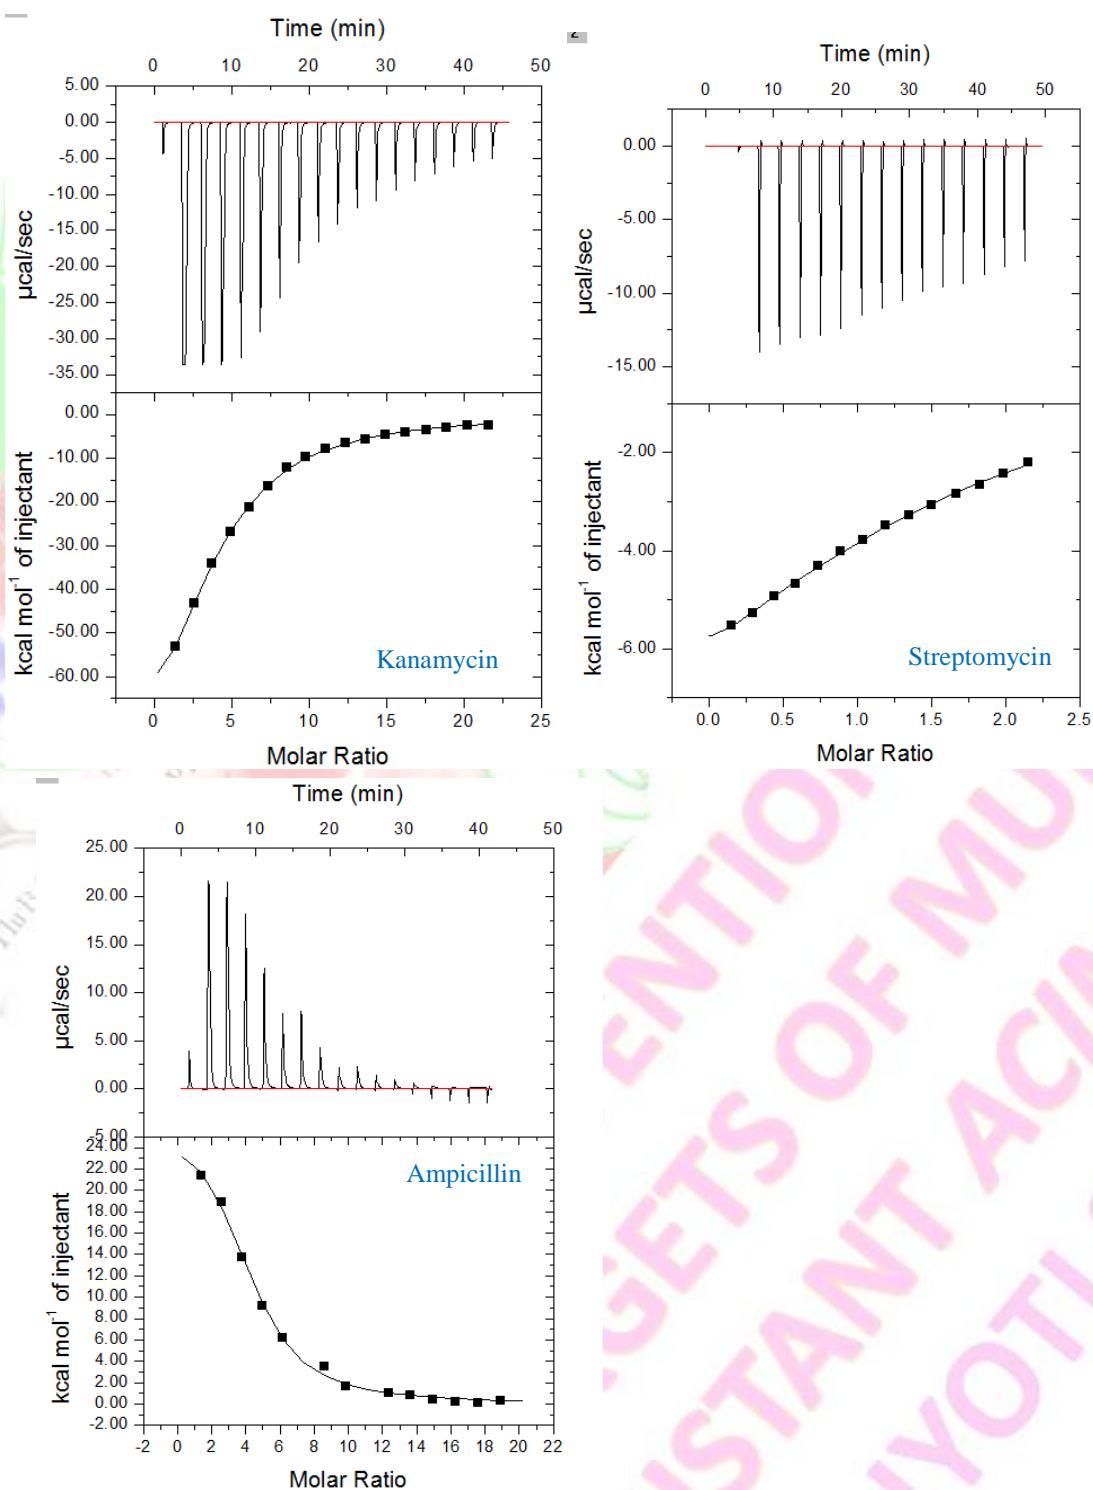 Time (min)
0 10 20 30 40 50
5.00
0.00
-5.00
-10.00
-15.00
-20.00
-25.00
-30.00
-35.00
µcal/sec
0.00
-10.00
-20.00
-30.00
-40.00
-50.00
-60.00
kcal mol-1 of injectant
Kanamycin
0 5 10 15 20 25
Molar Ratio
Time (min)
0 10 20 30 40 50
0.00
-5.00
-10.00
-15.00
µcal/sec
-2.00
-4.00
-6.00
kcal mol-1 of injectant
Streptomycin
0.0 0.5 1.0 1.5 2.0 2.5
Molar Ratio
Time (min)
0 10 20 30 40 50
25.00
20.00
15.00
10.00
5.00
0.00
-5.00
µcal/sec
24.00
22.00
20.00
18.00
16.00
14.00
12.00
10.00
8.00
6.00
4.00
2.00
0.00
-2.00
kcal mol-1 of injectant
Ampicillin
-2 0 2 4 6 8 10 12 14 16 18 20 22
Molar Ratio
OF